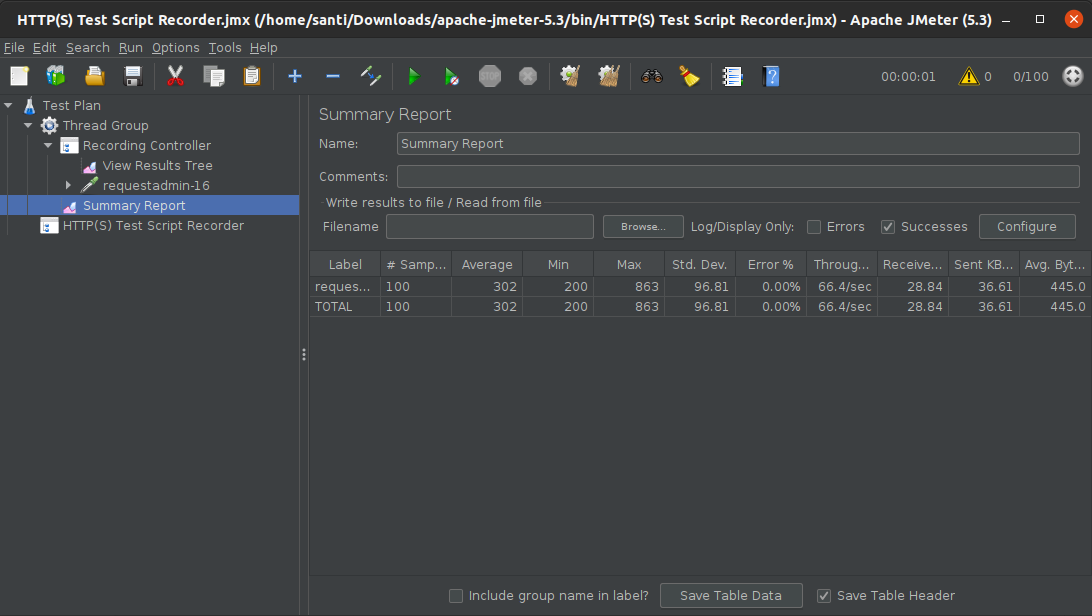 HTTP(S) Test Script Recorder.jmx (/home/santi/Downloads/apache-jmeter-5.3/bin/HTTP(S) Test Script Recorder.jmx) - Apache JMeter (5.3)
File Edit Search Run Options Tools Help
STOP 00:00:01 0 0/100
Test Plan
Thread Group
Recording Controller
View Results Tree
requestadmin-16
Summary Report
HTTP(S) Test Script Recorder
Summary Report
Name: Summary Report
Comments:
Write results to file / Read from file
Filename Browse... Log/Display Only: Errors Successes Configure
Label # Samp... Average Min Max Std. Dev. Error % Throug... Receive... Sent KB... Avg. Byt...
reques... 100 302 200 863 96.81 0.00% 66.4/sec 28.84 36.61 445.0
TOTAL 100 302 200 863 96.81 0.00% 66.4/sec 28.84 36.61 445.0
Include group name in label? Save Table Data Save Table Header